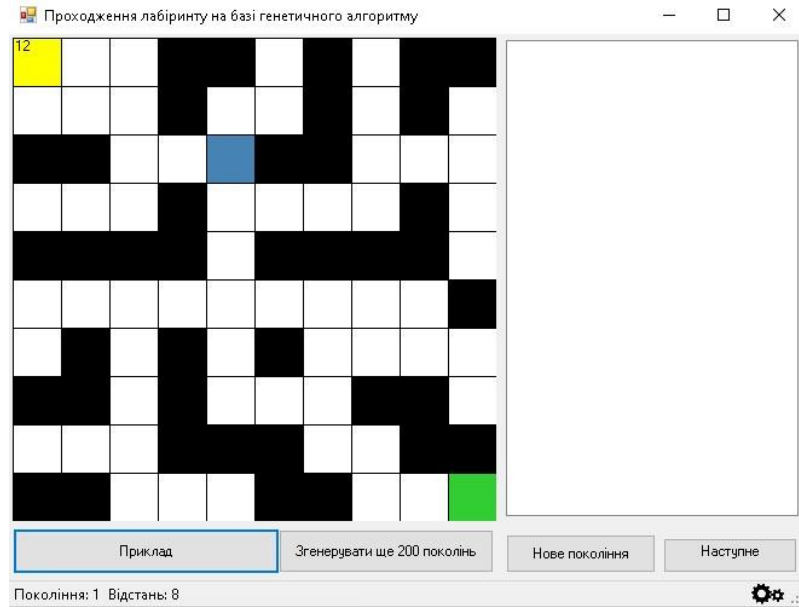 Проходження лабіринту на базі генетичного алгоритму
12
Приклад
Згенерувати ще 200 поколінь
Нове покоління
Наступне
Покоління: 1 Відстань: 8